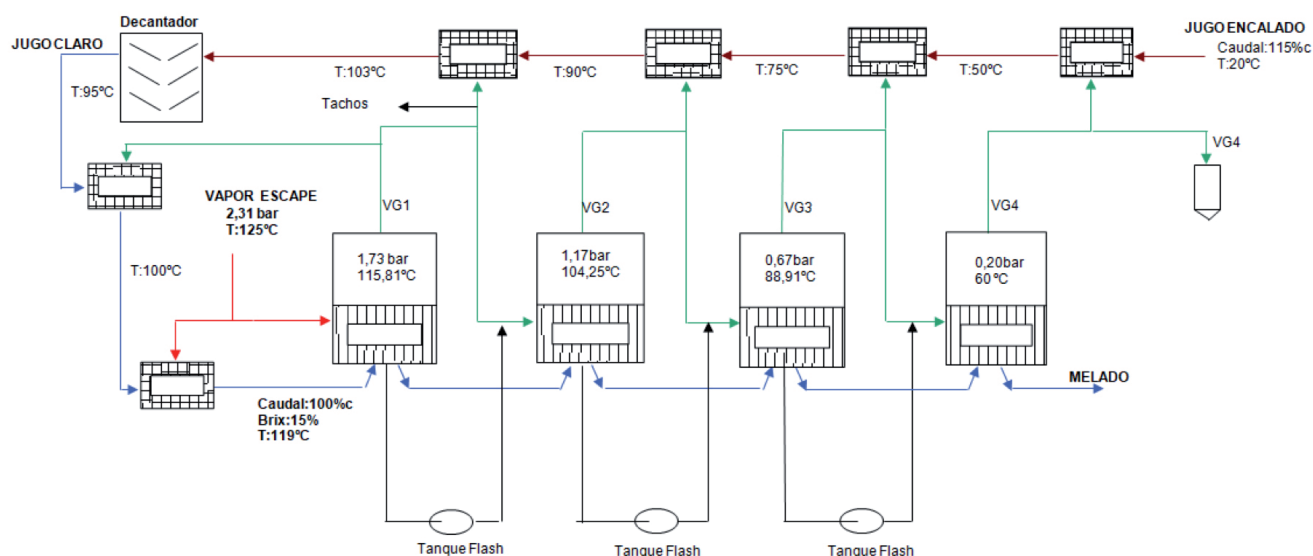 Decantador
JUGO CLARO
JUGO ENCALADO
Caudal:115%c
T:20ºC
T:103ºC
T:90ºC
T:75ºC
T:50ºC
T:95ºC
Tachos
VG4
VAPOR ESCAPE
2,31 bar
T:125ºC
VG1
VG2
VG3
VG4
1,73 bar
115,81ºC
1,17bar
104,25ºC
0,67bar
88,91ºC
0,20bar
60ºC
T:100ºC
MELADO
Caudal:100%c
Brix:15%
T:119ºC
Tanque Flash
Tanque Flash
Tanque Flash